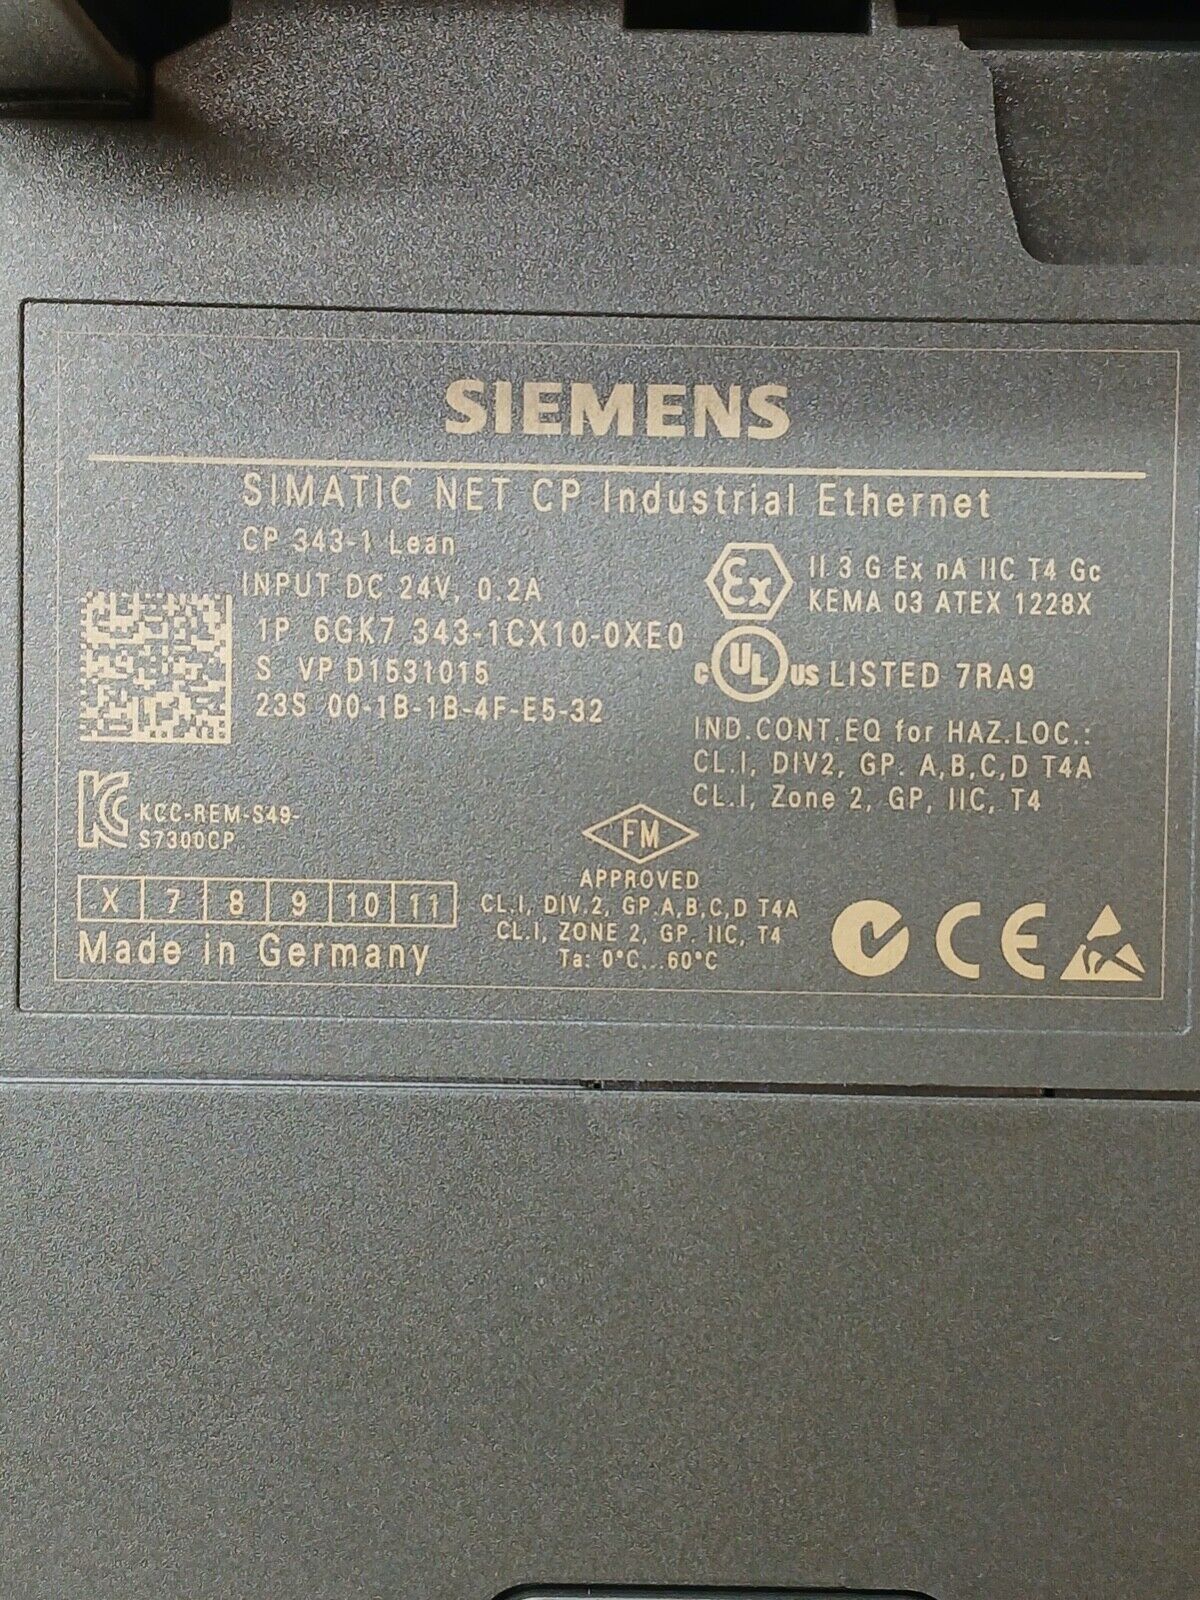 SIEMENS
SIMATIC NET CP Industrial Ethernet
CP 343-1 Lean
INPUT DC 24V, 0.2A
1P 6GK7 343-1CX10-0XE0
S VPD1531015
23S 00-1B-1B-4F-E5-32
Ex II 3 G Ex nA IIC T4 Gc
KEMA 03 ATEX 1228X
c UL us LISTED 7RA9
IND.CONT.EQ for HAZ.LOC.:
CL.I, DIV2, GP. A,B,C,D T4A
CL.I, Zone 2, GP, IIC, T4
KCC-REM-S49-
S7300CP
FM
APPROVED
CL.I, DIV.2, GP.A,B,C,D T4A
CL.I, ZONE 2, GP. IIC, T4
Ta: 0°C...60°C
X 7 8 9 10 11
Made in Germany
CE